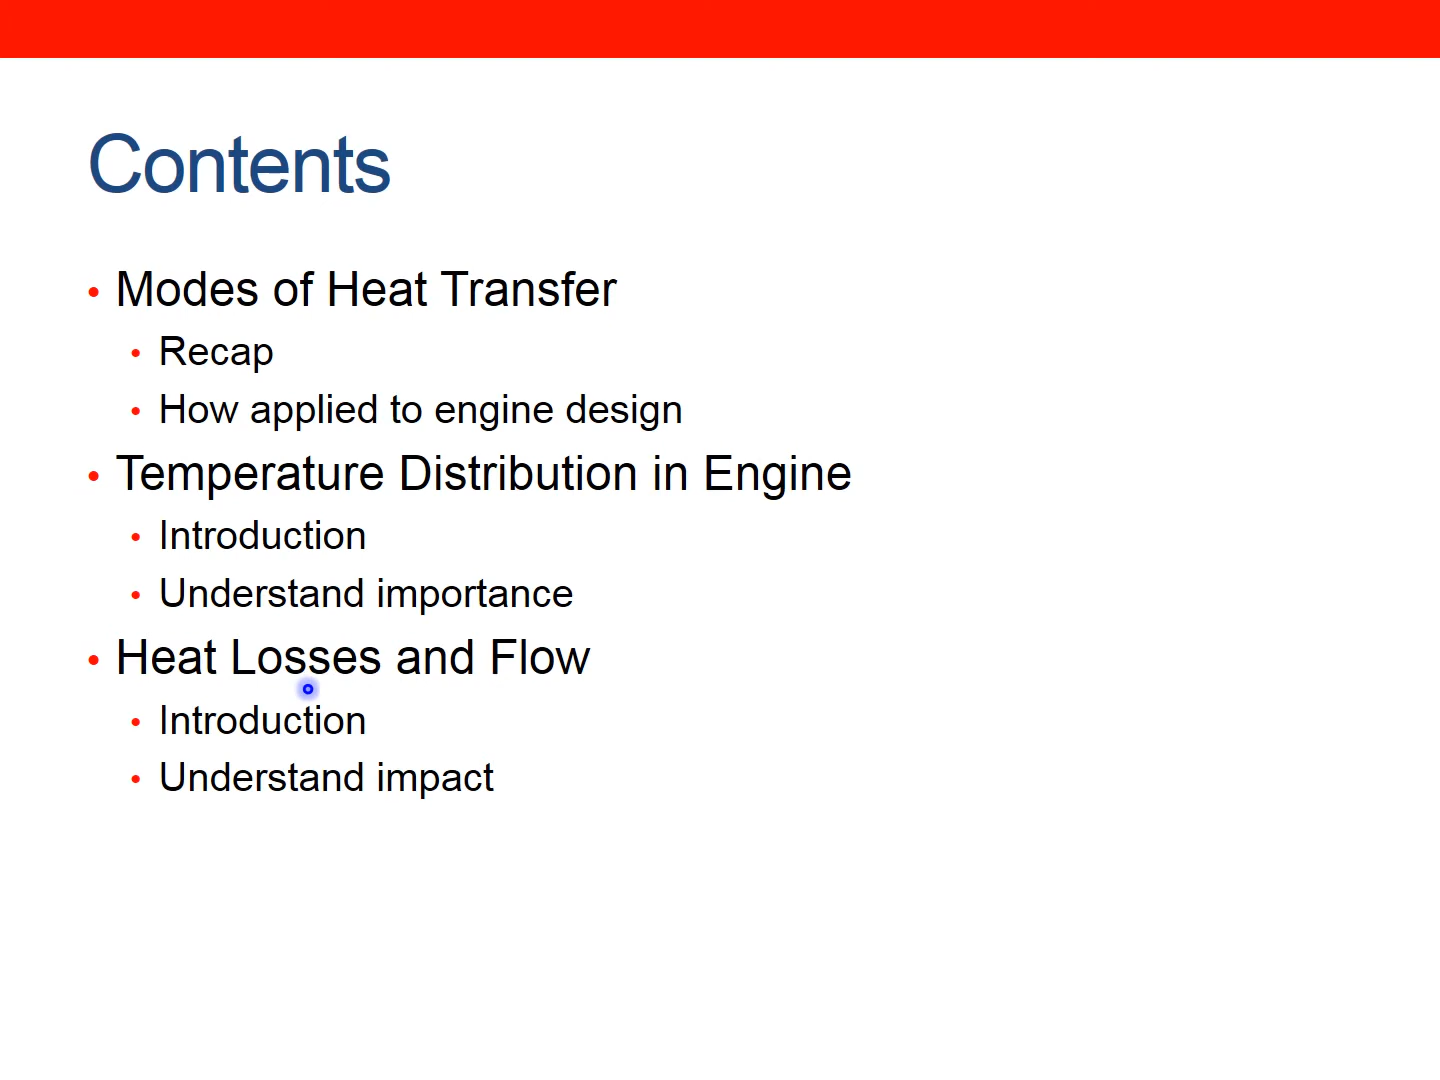 Contents
• Modes of Heat Transfer
• Recap
• How applied to engine design
• Temperature Distribution in Engine
• Introduction
• Understand importance
• Heat Losses and Flow
• Introduction
• Understand impact